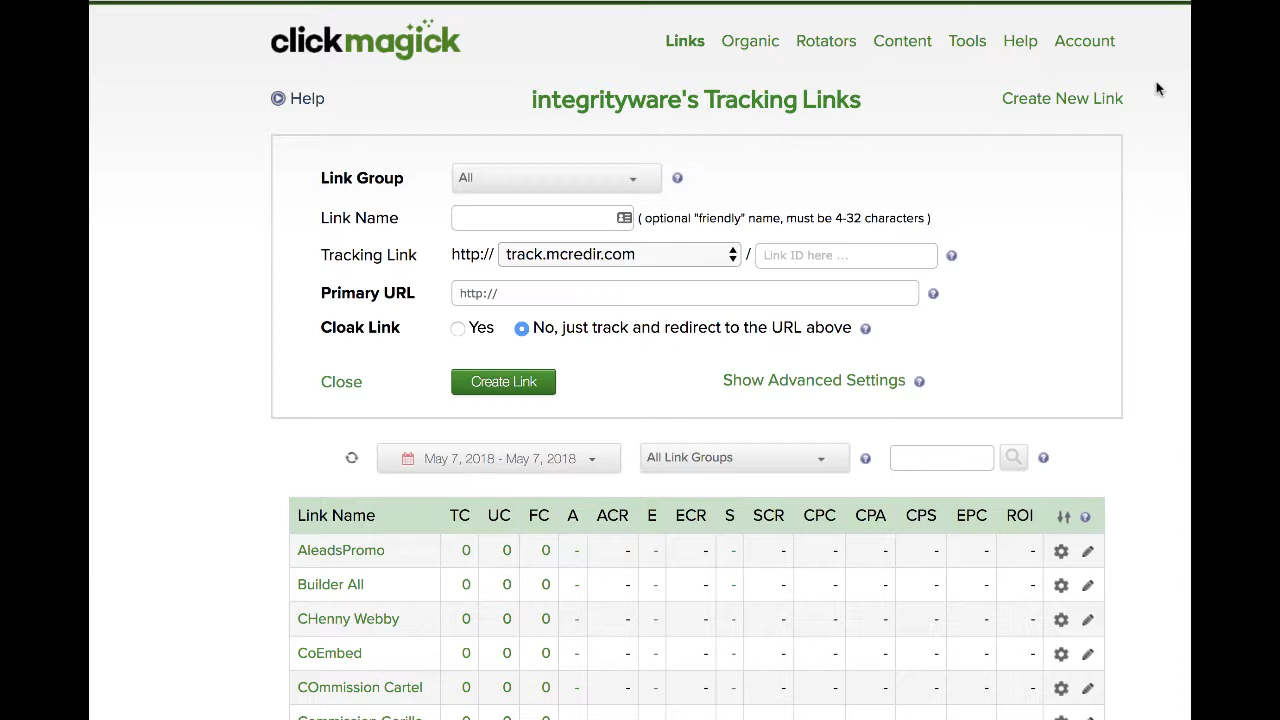 clickmagick
Links Organic Rotators Content Tools Help Account
Help
integrityware's Tracking Links
Create New Link
Link Group All
Link Name ( optional "friendly" name, must be 4-32 characters )
Tracking Link http:// track.mcredir.com / Link ID here ...
Primary URL http://
Cloak Link Yes No, just track and redirect to the URL above
Close Create Link Show Advanced Settings
May 7, 2018 - May 7, 2018 All Link Groups
Link Name TC UC FC A ACR E ECR S SCR CPC CPA CPS EPC ROI
AleadsPromo 0 0 0 - - - - - - - - - - -
Builder All 0 0 0 - - - - - - - - - - -
CHenny Webby 0 0 0 - - - - - - - - - - -
CoEmbed 0 0 0 - - - - - - - - - - -
COmmission Cartel 0 0 0 - - - - - - - - - - -